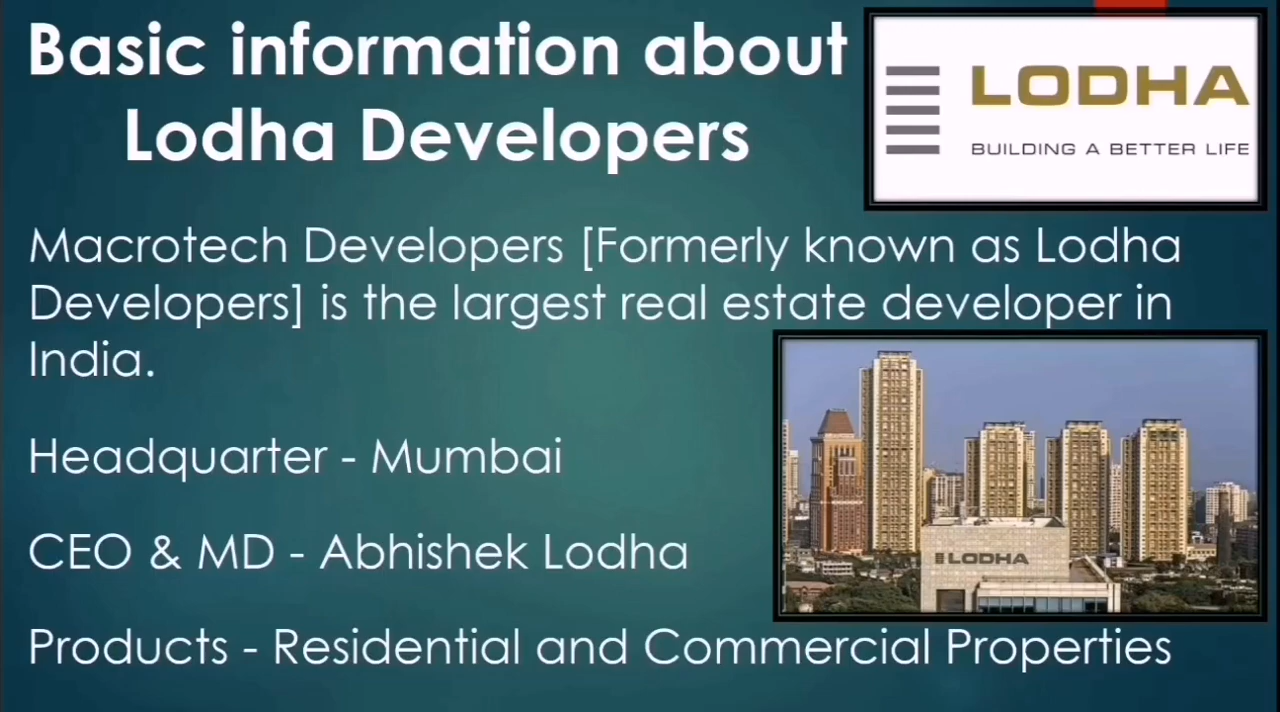 Basic information about
Lodha Developers
LODHA
BUILDING A BETTER LIFE
Macrotech Developers [Formerly known as Lodha
Developers] is the largest real estate developer in
India.
Headquarter - Mumbai
CEO & MD - Abhishek Lodha
LODHA
Products - Residential and Commercial Properties